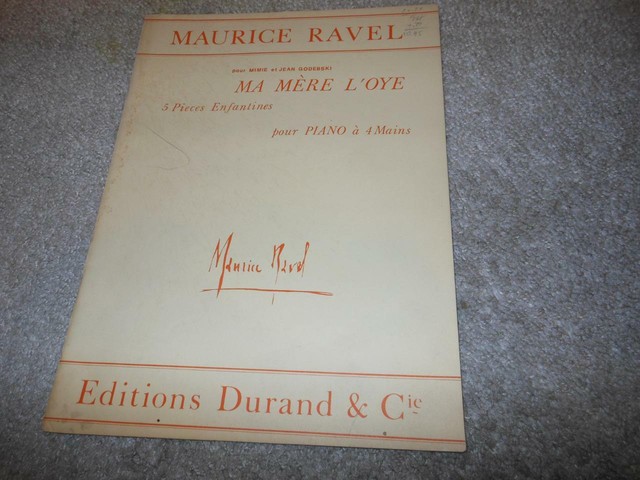 MAURICE RAVEL
pour MIMIE et JEAN GODEBSKI
MA MÈRE L'OYE
5 Pièces Enfantines
pour PIANO à 4 Mains
Maurice Ravel
Editions Durand & Cie